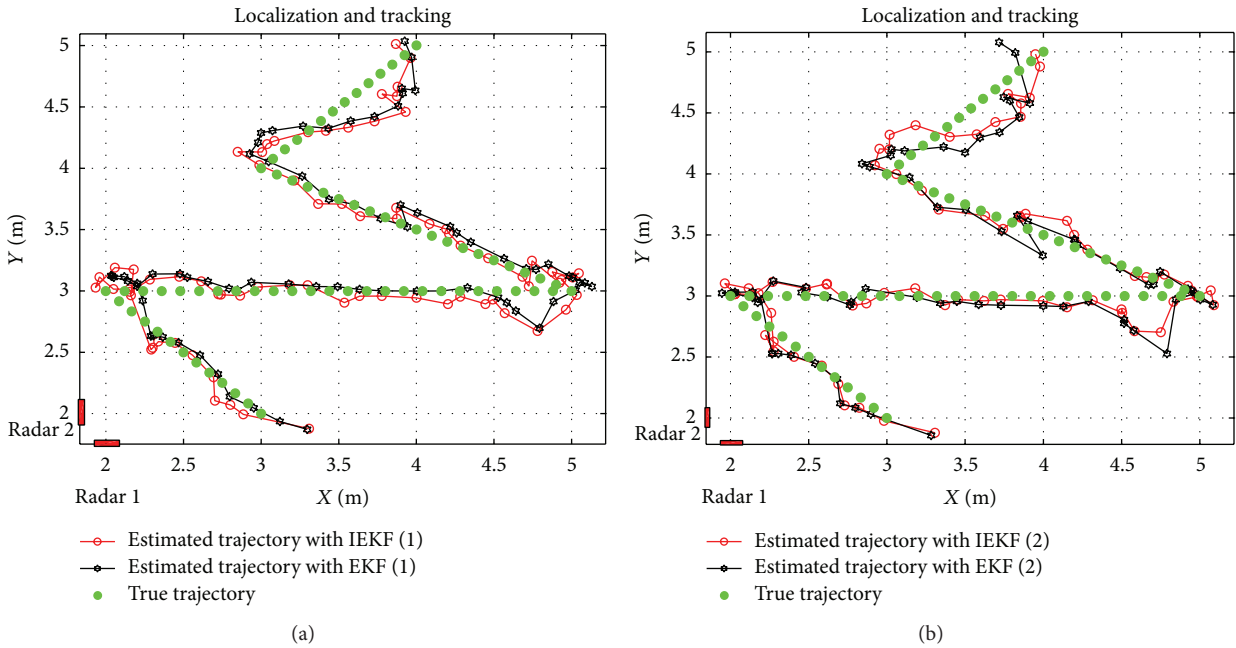 Localization and tracking
5
4.5
4
3.5
3
2.5
2
Y (m)
Radar 2
2
2.5
3
3.5
4
4.5
5
Radar 1
X (m)
Estimated trajectory with IEKF (1)
Estimated trajectory with EKF (1)
True trajectory
(a)
Localization and tracking
5
4.5
4
3.5
3
2.5
2
Y (m)
Radar 2
2
2.5
3
3.5
4
4.5
5
Radar 1
X (m)
Estimated trajectory with IEKF (2)
Estimated trajectory with EKF (2)
True trajectory
(b)